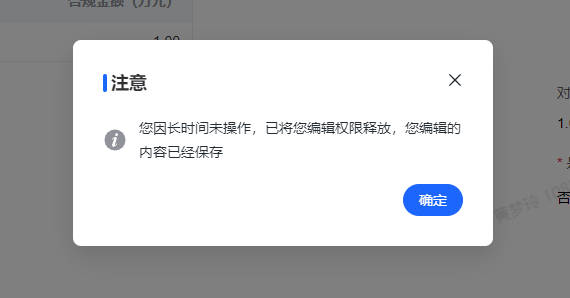 合规金额（万元）
1.00
注意
您因长时间未操作，已将您编辑权限释放，您编辑的
内容已经保存
确定
对
1.
*
否
黄梦玲 10